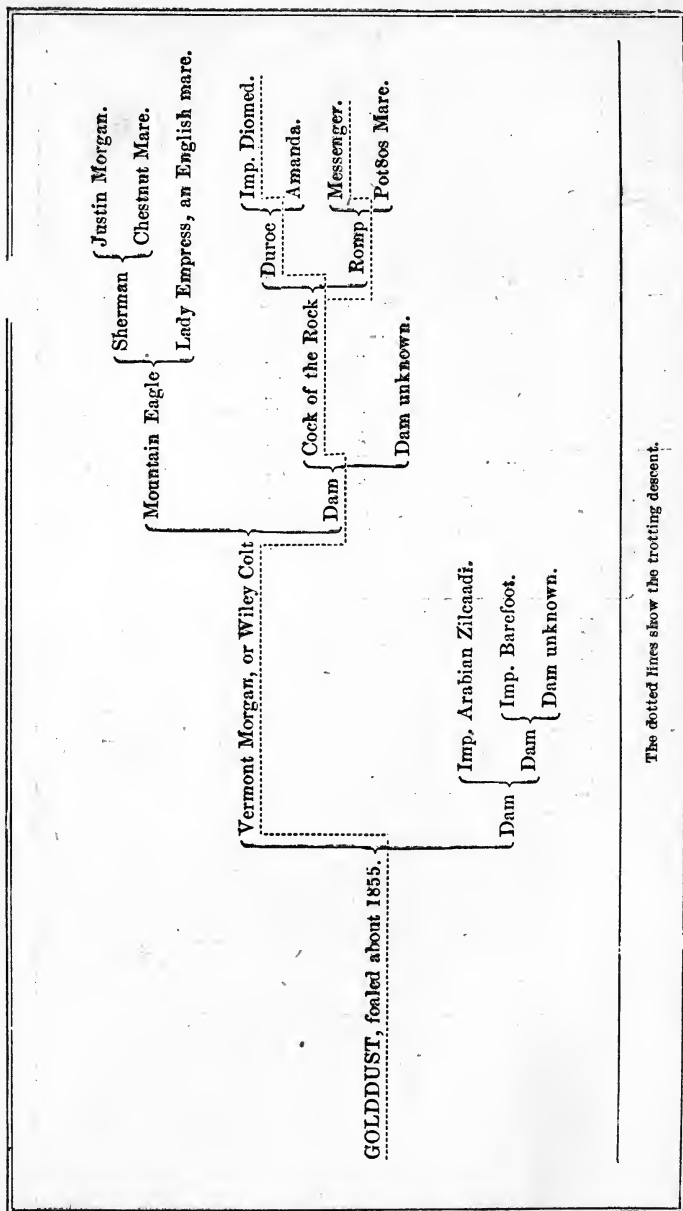 Justin Morgan.
Sherman
Chestnut Mare.
Mountain Eagle
Lady Empress, an English mare.
Vermont Morgan, or Wiley Colt
Imp. Diomed.
Duroe
Amanda.
Cock of the Rock
Messenger.
Romp
Pot8os Mare.
Dam
Dam unknown.
GOLDDUST, foaled about 1855.
Imp. Arabian Zilcaadi.
Dam
Imp. Barefoot.
Dam
Dam unknown.
The dotted lines show the trotting descent.